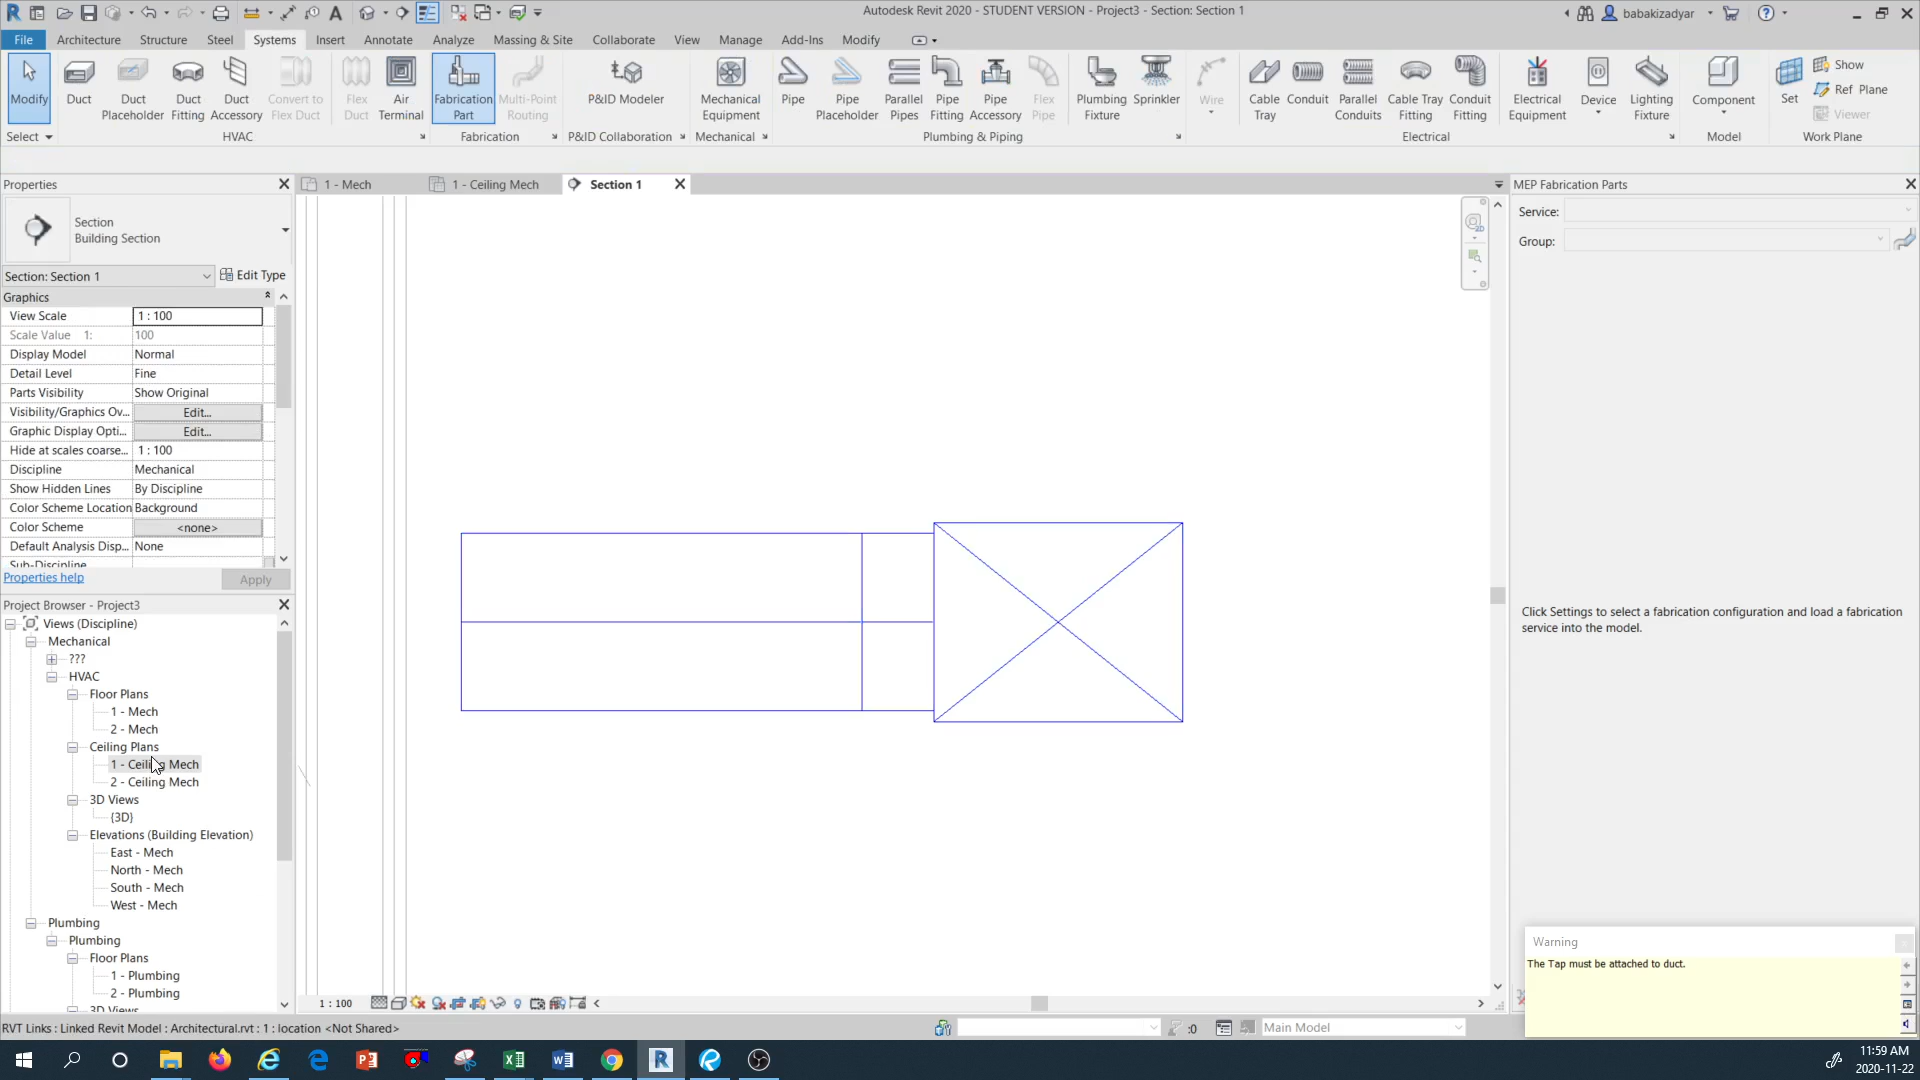 Autodesk Revit 2020 - STUDENT VERSION - Project3 - Section: Section 1
babakizadyar
File
Architecture
Structure
Steel
Systems
Insert
Annotate
Analyze
Massing & Site
Collaborate
View
Manage
Add-Ins
Modify
Modify
Duct
Duct
Placeholder
Duct
Fitting
Duct
Accessory
Convert to
Flex Duct
Flex
Duct
Air
Terminal
Fabrication
Part
Multi-Point
Routing
P&ID Modeler
Mechanical
Equipment
Pipe
Pipe
Placeholder
Parallel
Pipes
Pipe
Fitting
Pipe
Accessory
Flex
Pipe
Plumbing
Fixture
Sprinkler
Wire
Cable
Tray
Conduit
Parallel
Conduits
Cable Tray
Fitting
Conduit
Fitting
Electrical
Equipment
Device
Lighting
Fixture
Component
Set
Show
Ref Plane
Viewer
Select
HVAC
Fabrication
P&ID Collaboration
Mechanical
Plumbing & Piping
Electrical
Model
Work Plane
Properties
1 - Mech
1 - Ceiling Mech
Section 1
MEP Fabrication Parts
Section
Building Section
Service:
Group:
Section: Section 1
Edit Type
Graphics
View Scale 1 : 100
Scale Value 1: 100
Display Model Normal
Detail Level Fine
Parts Visibility Show Original
Visibility/Graphics Ov... Edit...
Graphic Display Opti... Edit...
Hide at scales coarse... 1 : 100
Discipline Mechanical
Show Hidden Lines By Discipline
Color Scheme Location Background
Color Scheme <none>
Default Analysis Disp... None
Sub-Discipline
Properties help
Apply
Project Browser - Project3
Views (Discipline)
Mechanical
???
HVAC
Floor Plans
1 - Mech
2 - Mech
Ceiling Plans
1 - Ceiling Mech
2 - Ceiling Mech
3D Views
{3D}
Elevations (Building Elevation)
East - Mech
North - Mech
South - Mech
West - Mech
Plumbing
Plumbing
Floor Plans
1 - Plumbing
2 - Plumbing
3D Views
Click Settings to select a fabrication configuration and load a fabrication
service into the model.
Warning
The Tap must be attached to duct.
1 : 100
RVT Links : Linked Revit Model : Architectural.rvt : 1 : location <Not Shared>
:0
Main Model
11:59 AM
2020-11-22